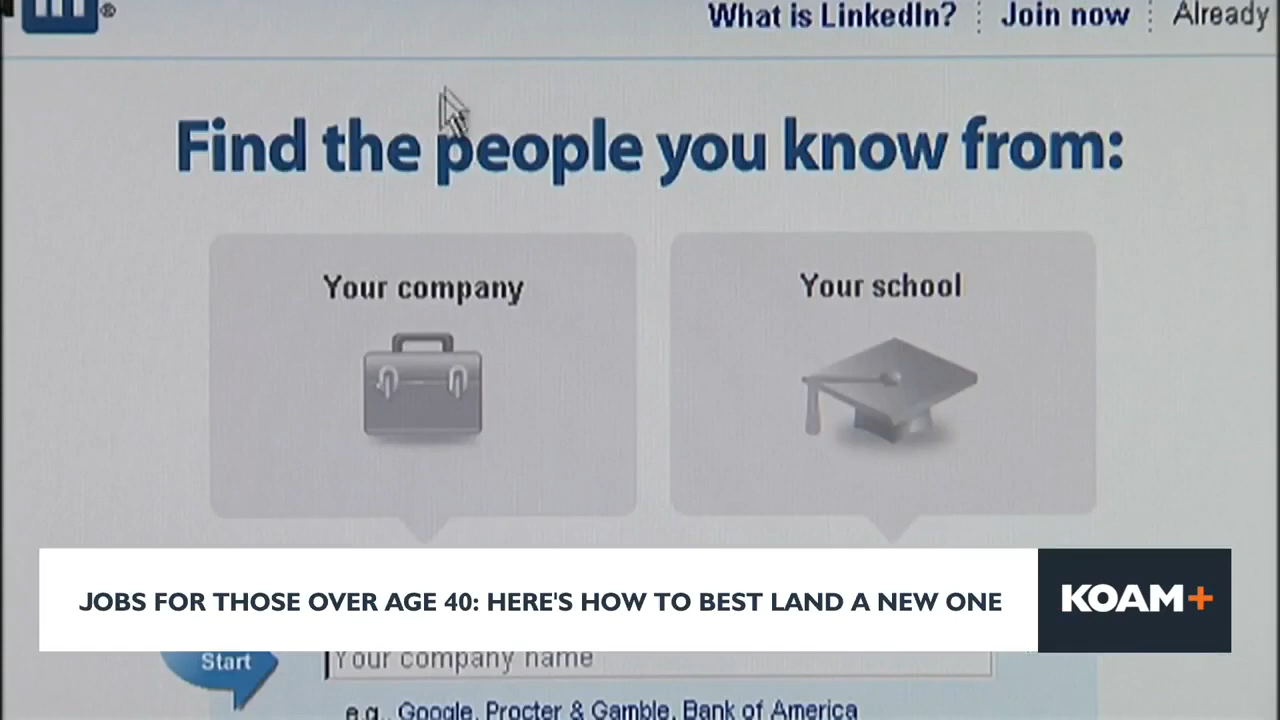 What is LinkedIn? Join now Already
Find the people you know from:
Your company
Your school
JOBS FOR THOSE OVER AGE 40: HERE'S HOW TO BEST LAND A NEW ONE
KOAM+
Start
Your company name
e.g., Google, Procter & Gamble, Bank of America